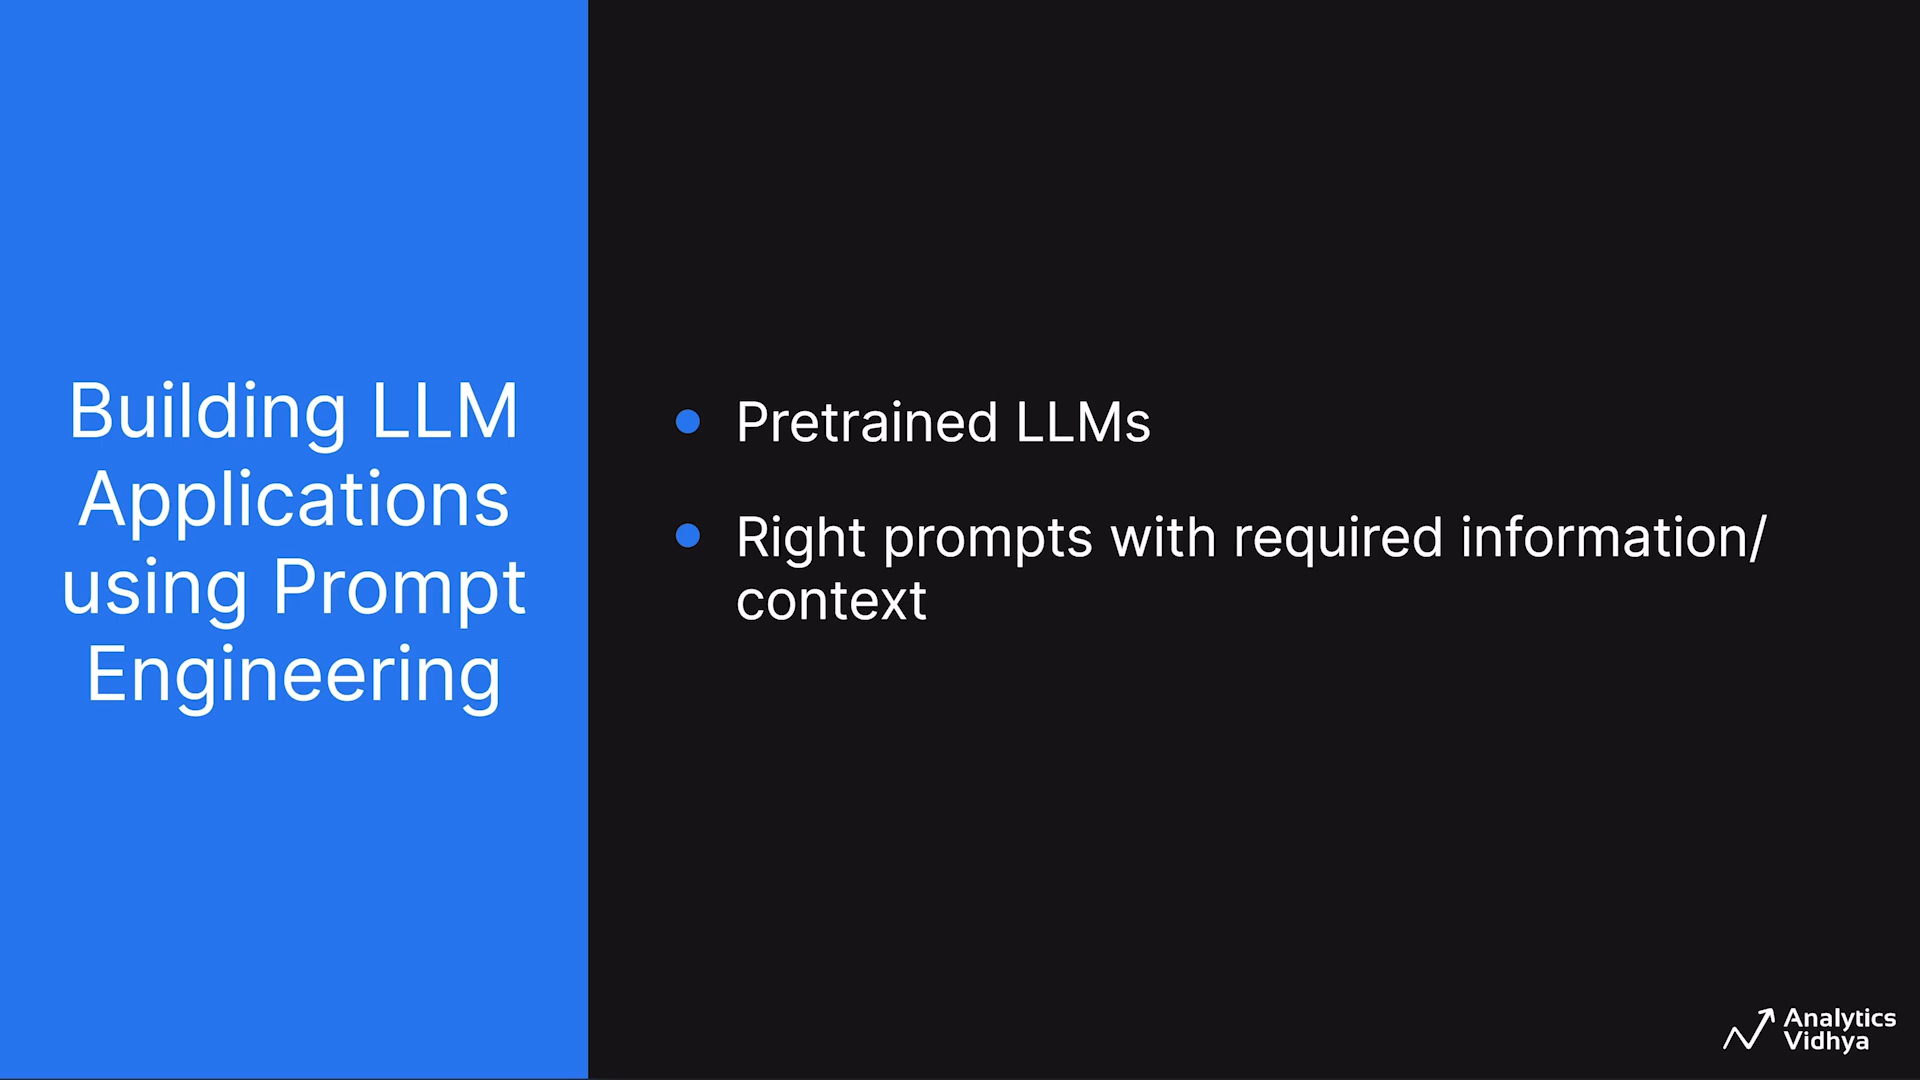 Building LLM
Applications
using Prompt
Engineering
Pretrained LLMs
Right prompts with required information/
context
Analytics
Vidhya